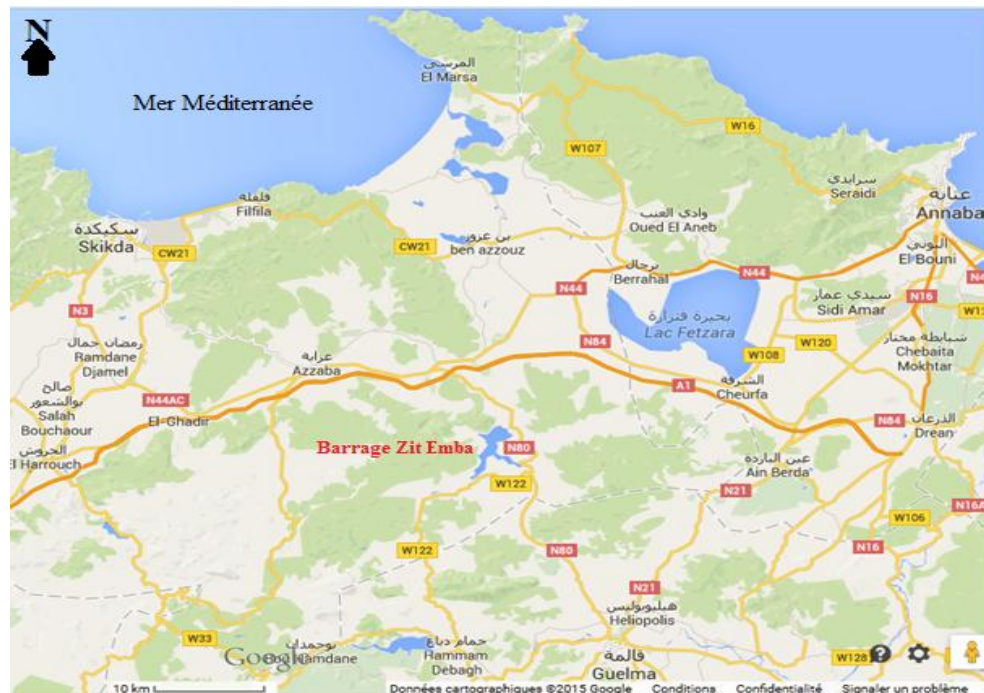 N
Mer Méditerranée
المرسى
El Marsa
W16
W107
سرايدي
Seraidi
عنابة
Annaba
فلفلة
Filfila
وادي العنب
Oued El Aneb
سكيكدة
Skikda
CW21
CW21
بن عزوز
ben azzouz
البوني
El Bouni
برحال
Berrahal
N44
N44
N4
N3
بحيرة فتزارة
Lac Fetzara
سيدي عمار
Sidi Amar
N16
W12
رمضان جمال
Ramdane
Djamel
عزابة
Azzaba
N84
W108
W120
شبايطة مختار
Chebaita
Mokhtar
صالح
بوالشعور
Salah
Bouchaour
N44AC
El-Ghadir
A1
الشرفة
Cheurfa
N84
الذرعان
Drean
الحروش
El Harrouch
Barrage Zit Emba
N80
عين الباردة
Ain Berda
W122
N21
N16A
W106
W122
N80
N16
N21
هيليوبوليس
Heliopolis
W33
بوحمدان
Hamdane
حمام دباغ
Hammam
Debagh
قالمة
Guelma
W128
Google
10 km
Données cartographiques ©2015 Google Conditions Confidentialité Signaler un problème